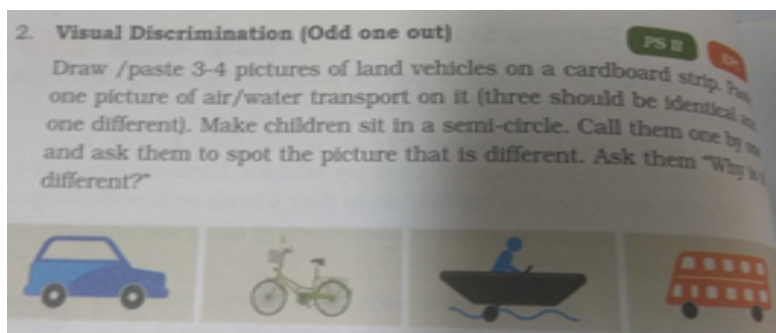 2. Visual Discrimination (Odd one out)
PS III
Draw /paste 3-4 pictures of land vehicles on a cardboard strip.
one picture of air/water transport on it (three should be identical
one different). Make children sit in a semi-circle. Call them one by
and ask them to spot the picture that is different. Ask them "Why is
different?"